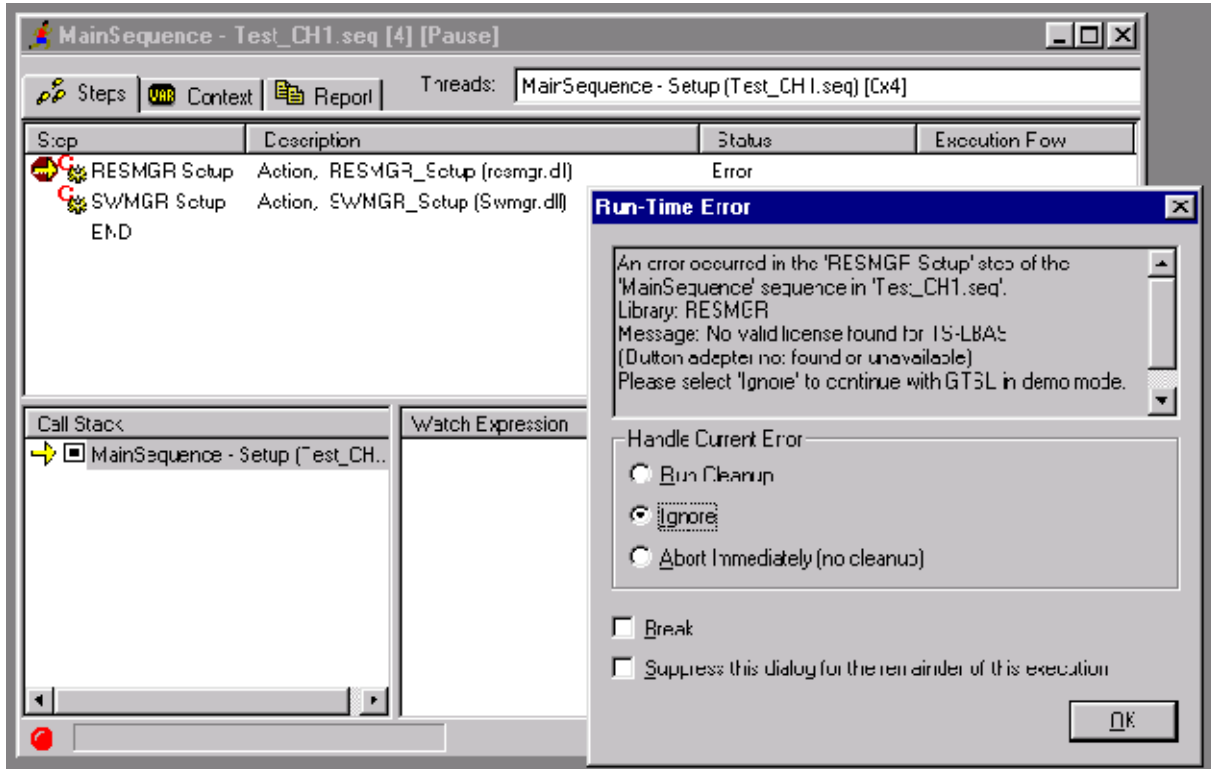 MainSequence - Test_CH1.seq [4] [Pause]
Steps
Context
Report
Threads:
MainSequence - Setup (Test_CH1.seq) [Cx4]
Step Description Status Execution Flow
RESMGR Setup Action, RESMGR_Setup (resmgr.dll) Error
SWMGR Setup Action, SWMGR_Setup (Swmgr.dll)
END
Call Stack
Watch Expression
MainSequence - Setup (Test_CH..
Run-Time Error
An error occurred in the 'RESMGR Setup' step of the
'MainSequence' sequence in 'Test_CH1.seq'.
Library: RESMGR
Message: No valid license found for TS-LBAS
(Button adapter not found or unavailable)
Please select 'Ignore' to continue with GTSL in demo mode.
Handle Current Error
Run Cleanup
Ignore
Abort Immediately (no cleanup)
Break
Suppress this dialog for the remainder of this execution
OK